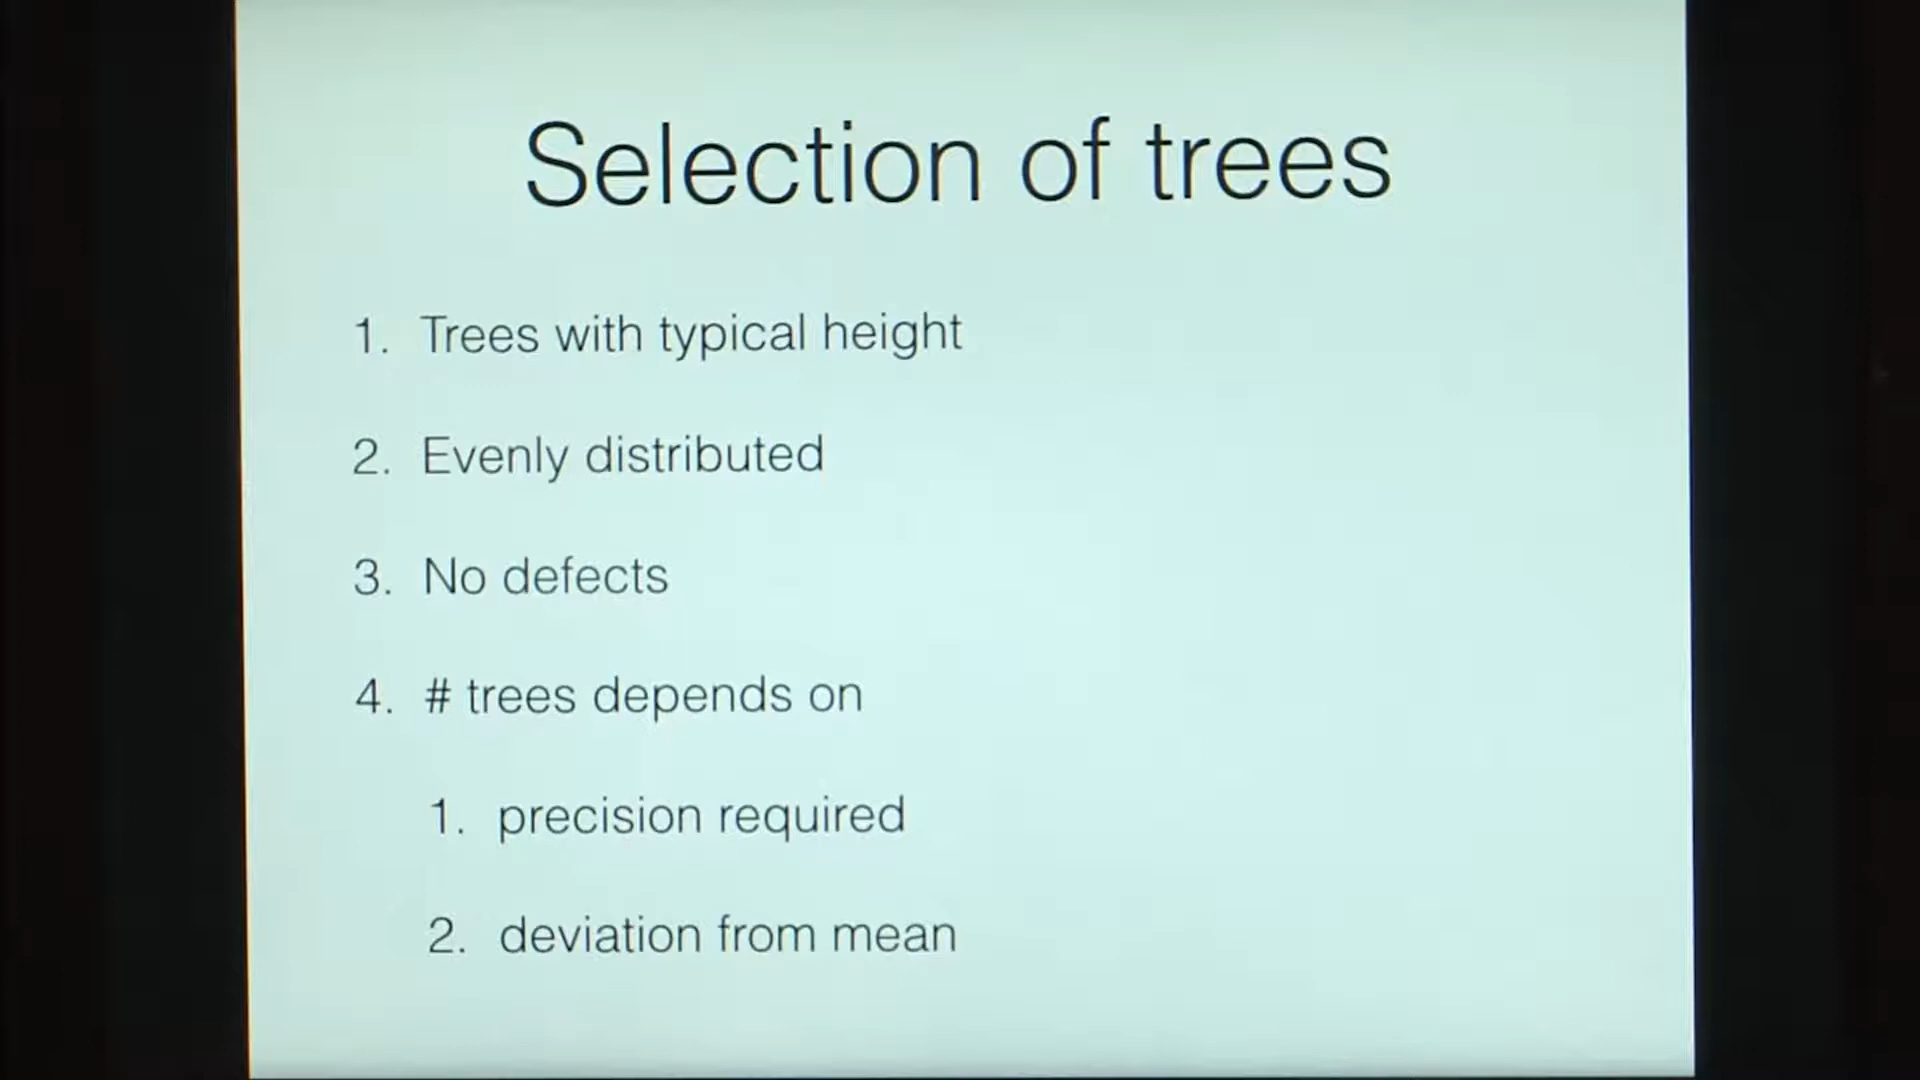 Selection of trees
1. Trees with typical height
2. Evenly distributed
3. No defects
4. # trees depends on
1. precision required
2. deviation from mean